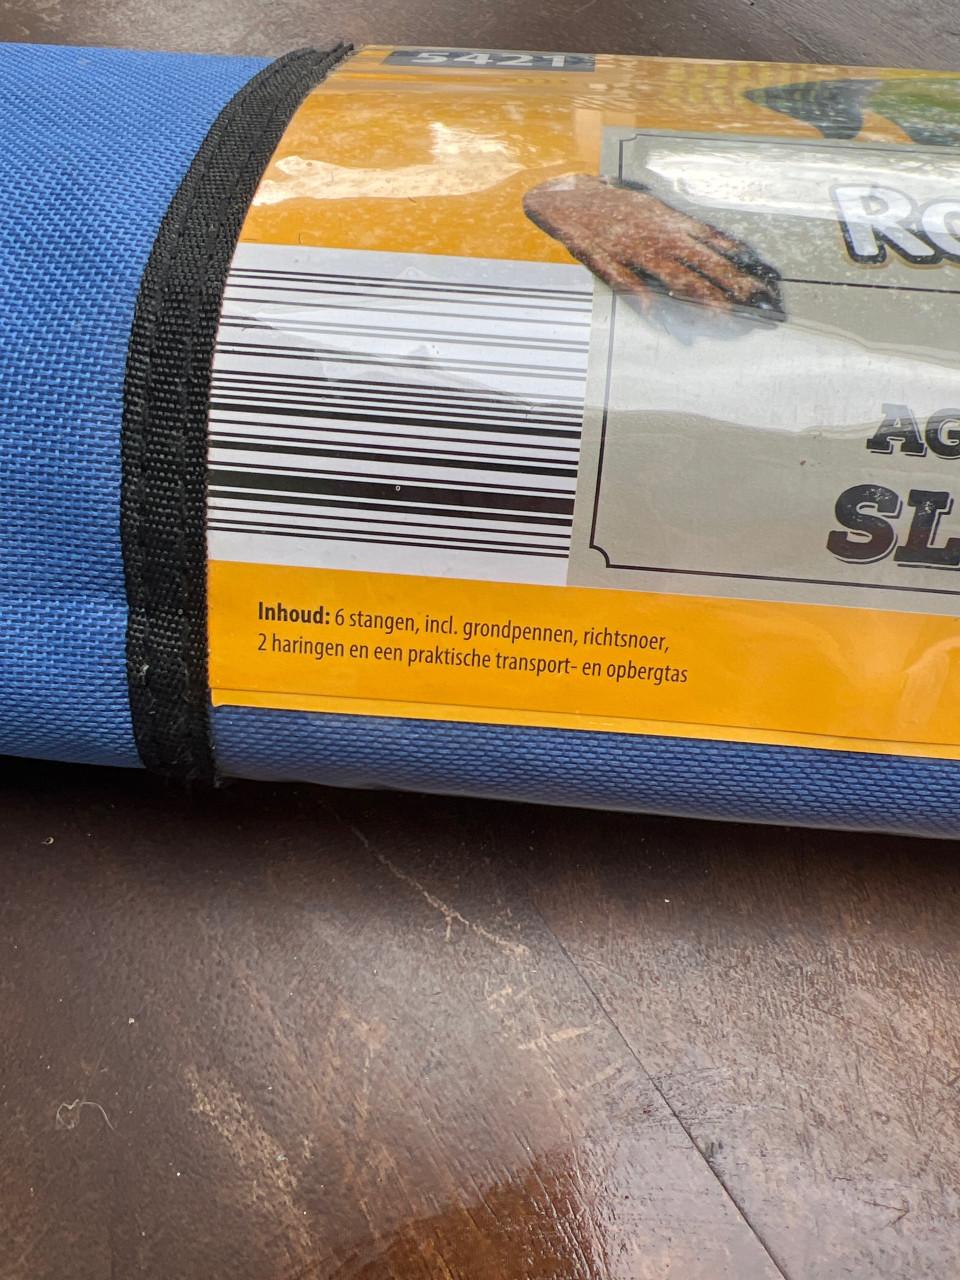 5421
Inhoud: 6 stangen, incl. grondpennen, richtsnoer,
2 haringen en een praktische transport- en opbergtas